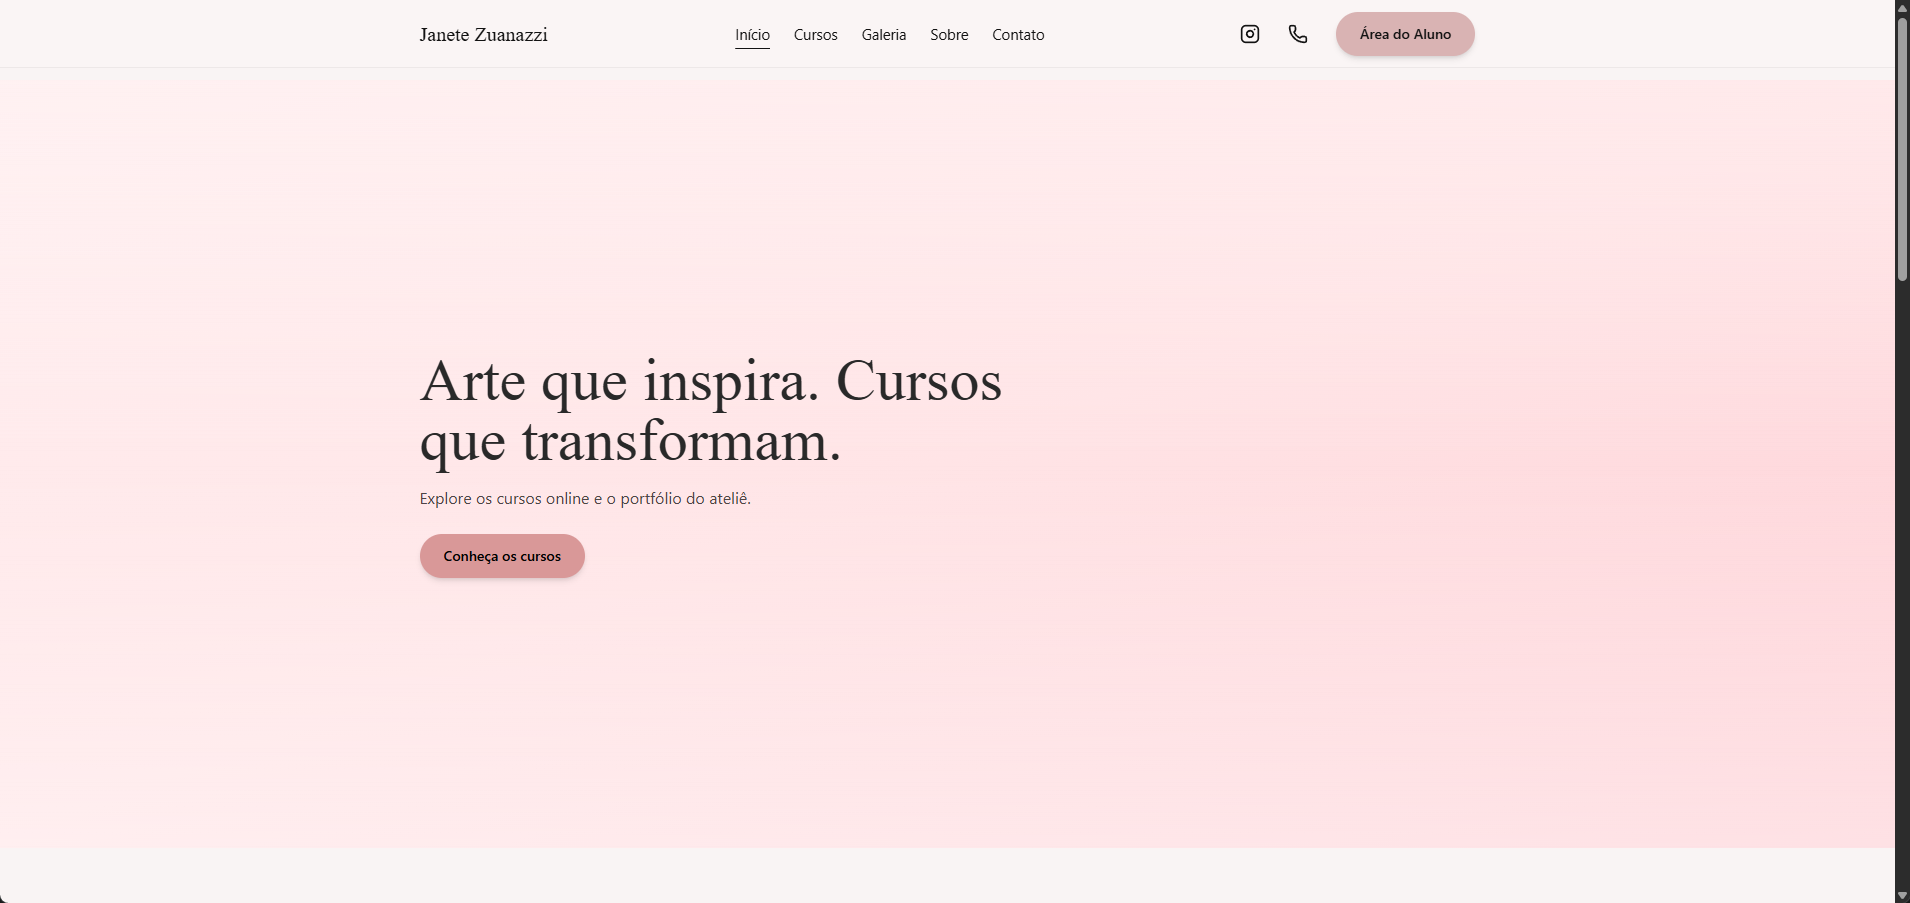 Janete Zuanazzi
Início
Cursos
Galeria
Sobre
Contato
Área do Aluno
Arte que inspira. Cursos
que transformam.
Explore os cursos online e o portfólio do ateliê.
Conheça os cursos